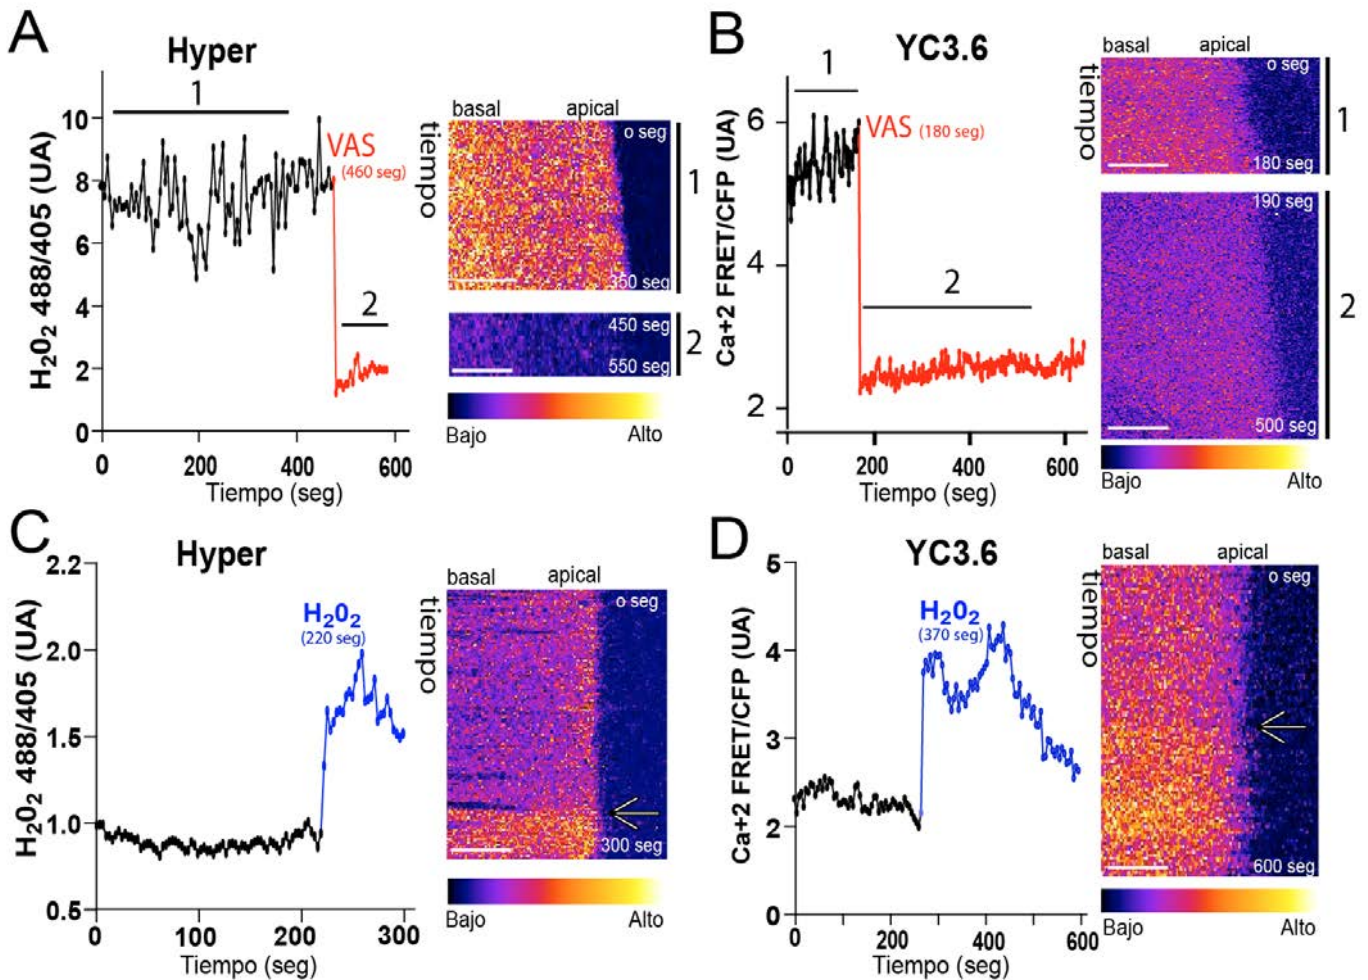 A
Hyper
H₂0₂ 488/405 (UA)
10
8
6
4
2
0
0
200
400
600
Tiempo (seg)
1
VAS
(460 seg)
2
tiempo
basal
apical
o seg
350 seg
1
450 seg
550 seg
2
Bajo
Alto
B
YC3.6
Ca+2 FRET/CFP (UA)
6
4
2
0
200
400
600
Tiempo (seg)
1
VAS (180 seg)
2
tiempo
basal
apical
o seg
180 seg
1
190 seg
500 seg
2
Bajo
Alto
C
Hyper
H₂0₂ 488/405 (UA)
2.2
2.0
1.5
1.0
0.5
0
100
200
300
Tiempo (seg)
H₂0₂
(220 seg)
tiempo
basal
apical
o seg
300 seg
Bajo
Alto
D
YC3.6
Ca+2 FRET/CFP (UA)
5
4
3
2
0
0
200
400
600
Tiempo (seg)
H₂0₂
(370 seg)
tiempo
basal
apical
o seg
600 seg
Bajo
Alto